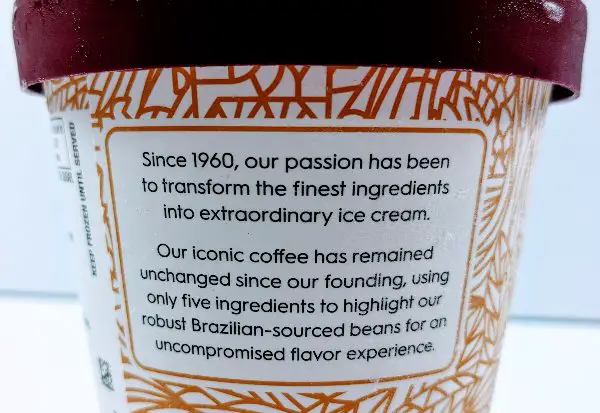 Since 1960, our passion has been
to transform the finest ingredients
into extraordinary ice cream.
Our iconic coffee has remained
unchanged since our founding, using
only five ingredients to highlight our
robust Brazilian-sourced beans for an
uncompromised flavor experience.
KEEP FROZEN UNTIL SERVED